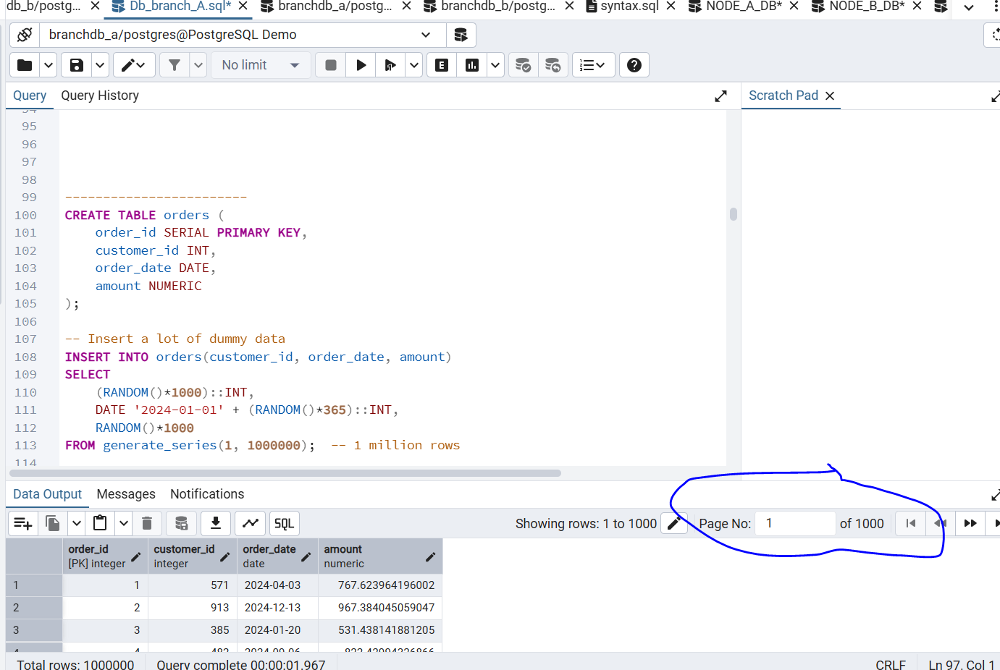 db_b/postg... Db_branch_A.sql* branchdb_a/postg... branchdb_b/postg... syntax.sql NODE_A_DB* NODE_B_DB*
branchdb_a/postgres@PostgreSQL Demo
No limit E
Query Query History Scratch Pad
94
95
96
97
98
99 ------------------------
100 CREATE TABLE orders (
101 order_id SERIAL PRIMARY KEY,
102 customer_id INT,
103 order_date DATE,
104 amount NUMERIC
105 );
106
107 -- Insert a lot of dummy data
108 INSERT INTO orders(customer_id, order_date, amount)
109 SELECT
110 (RANDOM()*1000)::INT,
111 DATE '2024-01-01' + (RANDOM()*365)::INT,
112 RANDOM()*1000
113 FROM generate_series(1, 1000000);  -- 1 million rows
114
Data Output Messages Notifications
SQL Showing rows: 1 to 1000 Page No: 1 of 1000
order_id customer_id order_date amount
[PK] integer integer date numeric
1 1 571 2024-04-03 767.623964196002
2 2 913 2024-12-13 967.384045059047
3 3 385 2024-01-20 531.438141881205
Total rows: 1000000 Query complete 00:00:01.967 CRLF Ln 97, Col 1